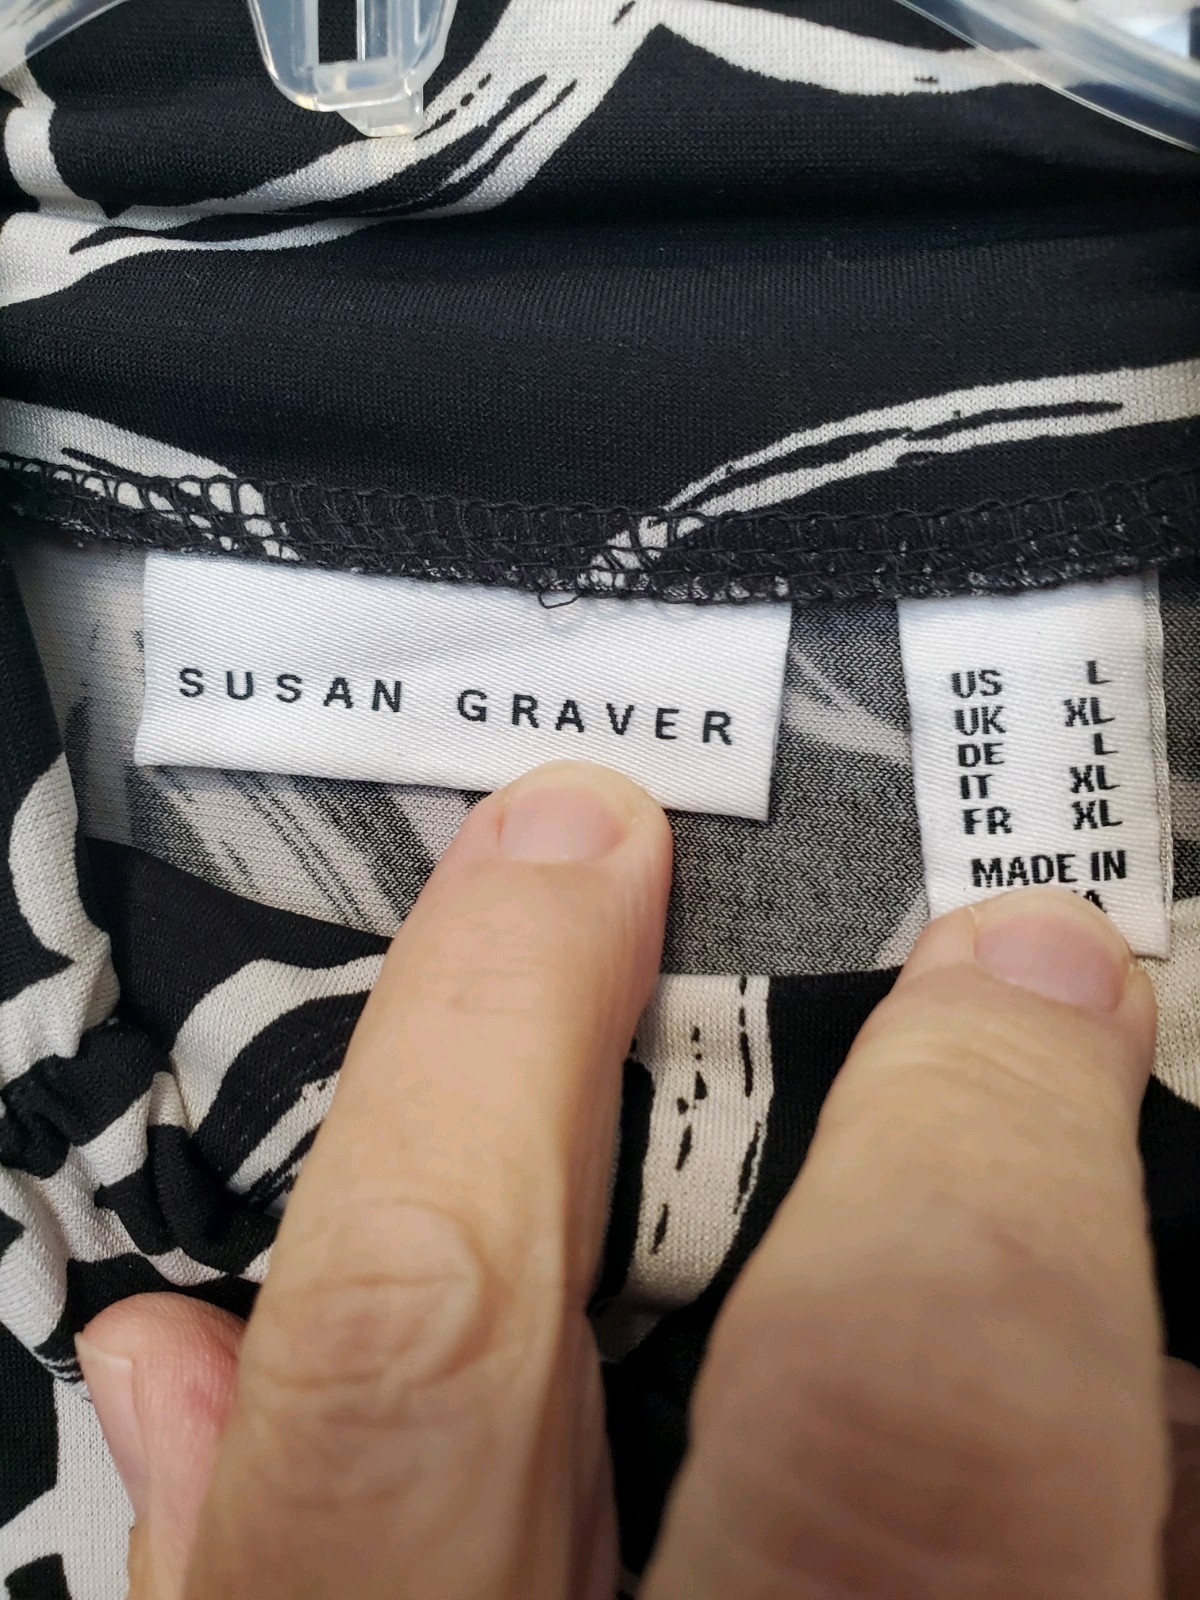 SUSAN GRAVER
US L
UK XL
DE L
IT XL
FR XL
MADE IN